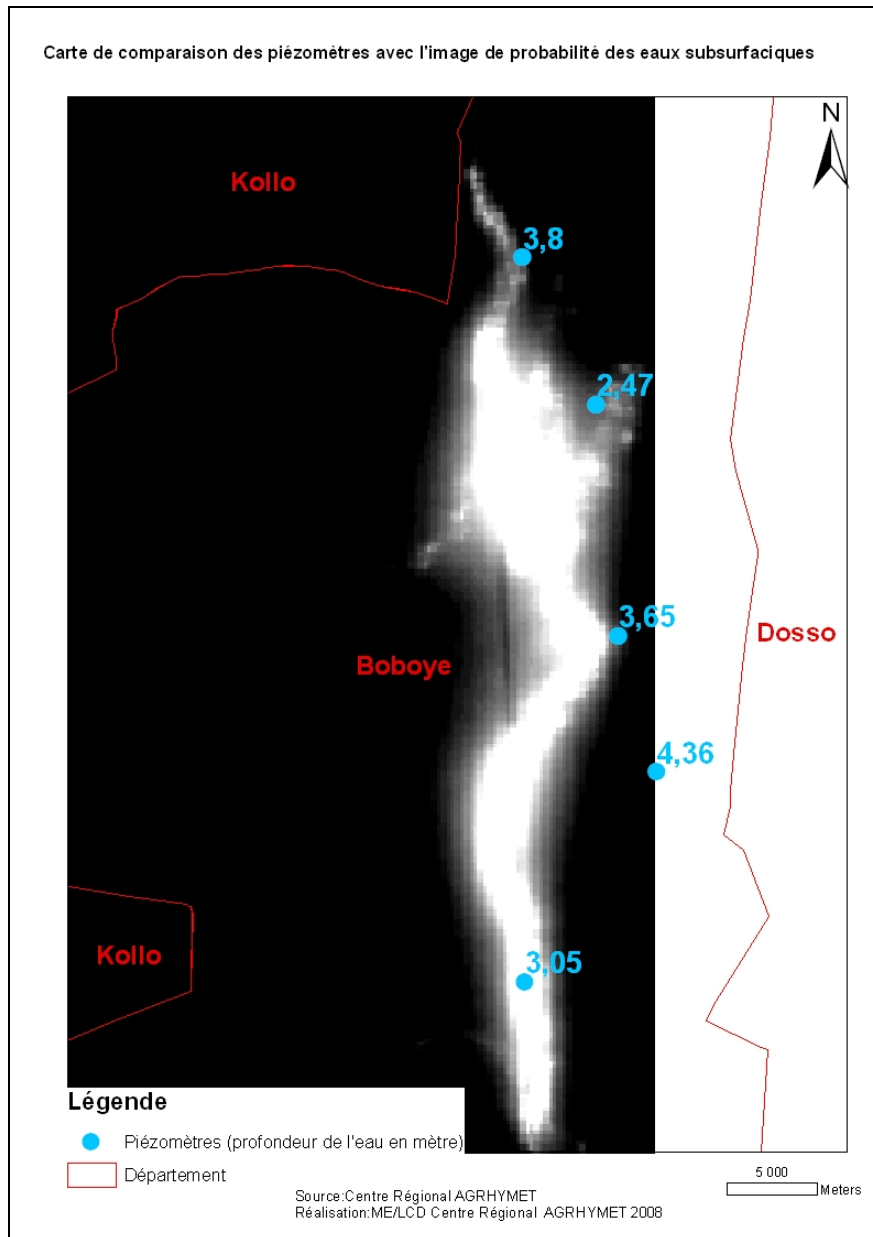 Carte de comparaison des piézomètres avec l'image de probabilité des eaux subsurfaciques
N
Kollo
3,8
2,47
3,65
Dosso
Boboye
4,36
Kollo
3,05
Légende
Piézomètres (profondeur de l'eau en mètre)
Département
5 000
Meters
Source:Centre Régional AGRHYMET
Réalisation:ME/LCD Centre Régional AGRHYMET 2008